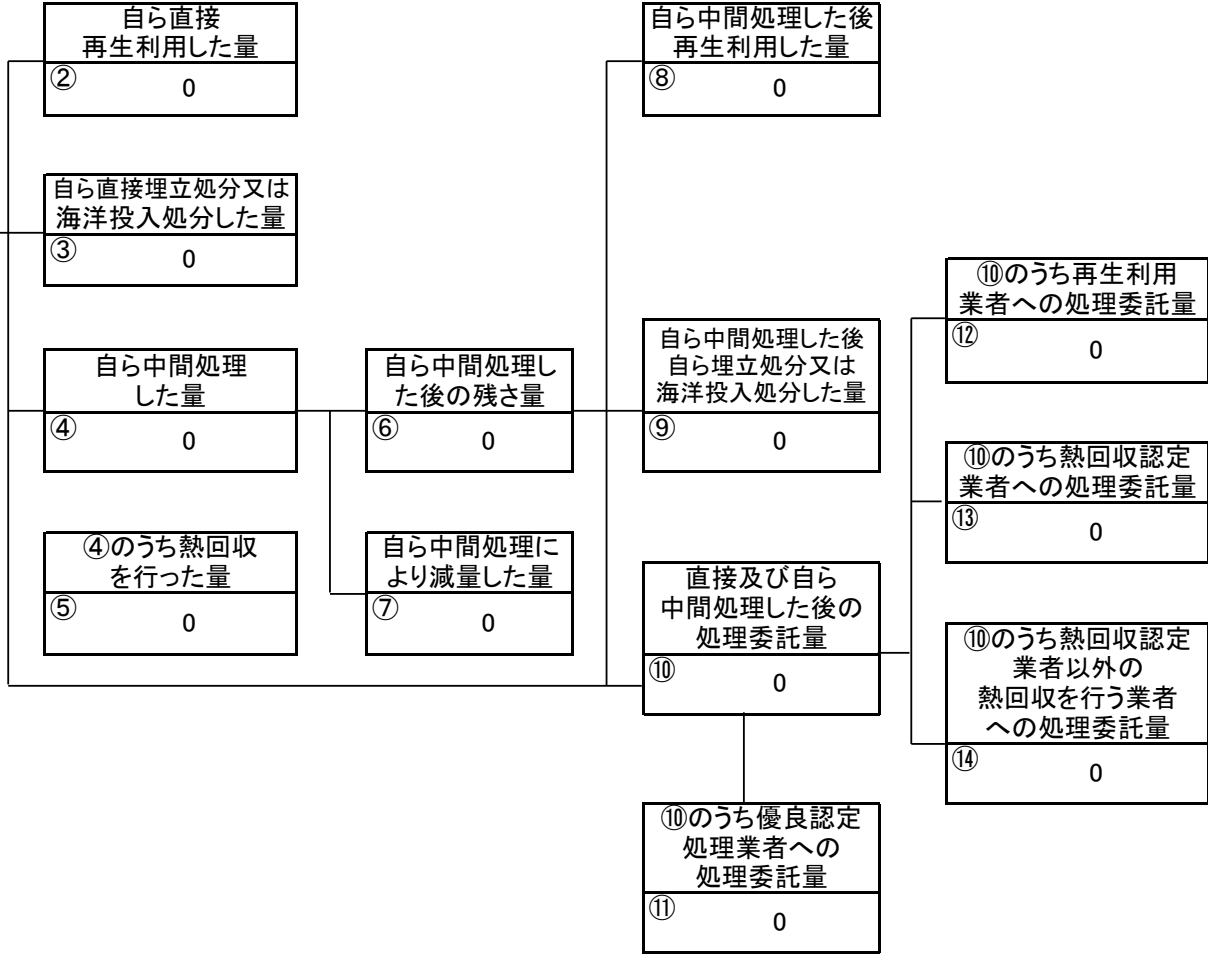 自ら直接
再生利用した量
②
0
自ら中間処理した後
再生利用した量
⑧
0
自ら直接埋立処分又は
海洋投入処分した量
③
0
自ら中間処理
した量
④
0
自ら中間処理し
た後の残さ量
⑥
0
自ら中間処理した後
自ら埋立処分又は
海洋投入処分した量
⑨
0
⑩のうち再生利用
業者への処理委託量
⑫
0
⑩のうち熱回収認定
業者への処理委託量
⑬
0
④のうち熱回収
を行った量
⑤
0
自ら中間処理に
より減量した量
⑦
0
直接及び自ら
中間処理した後の
処理委託量
⑩
0
⑩のうち熱回収認定
業者以外の
熱回収を行う業者
への処理委託量
⑭
0
⑩のうち優良認定
処理業者への
処理委託量
⑪
0